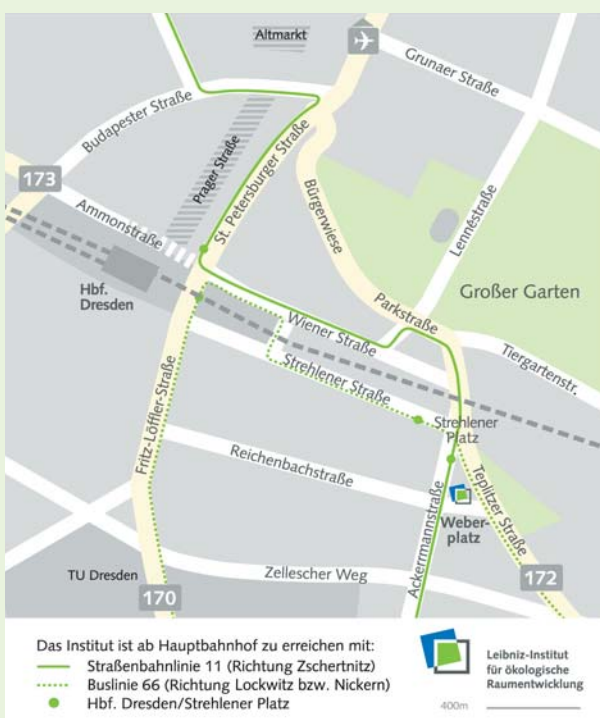 Altmarkt
Grunaer Straße
Budapester Straße
Prager Straße
St. Petersburger Straße
Bürgerwiese
Lennéstraße
173
Ammonstraße
Hbf.
Dresden
Großer Garten
Parkstraße
Wiener Straße
Tiergartenstr.
Strehlener Straße
Strehlener
Platz
Fritz-Löffler-Straße
Reichenbachstraße
Ackerrmannstraße
Teplitzer Straße
Weber-
platz
TU Dresden
Zellescher Weg
170
172
Das Institut ist ab Hauptbahnhof zu erreichen mit:
Straßenbahnlinie 11 (Richtung Zschertnitz)
Buslinie 66 (Richtung Lockwitz bzw. Nickern)
Hbf. Dresden/Strehlener Platz
Leibniz-Institut
für ökologische
Raumentwicklung
400m